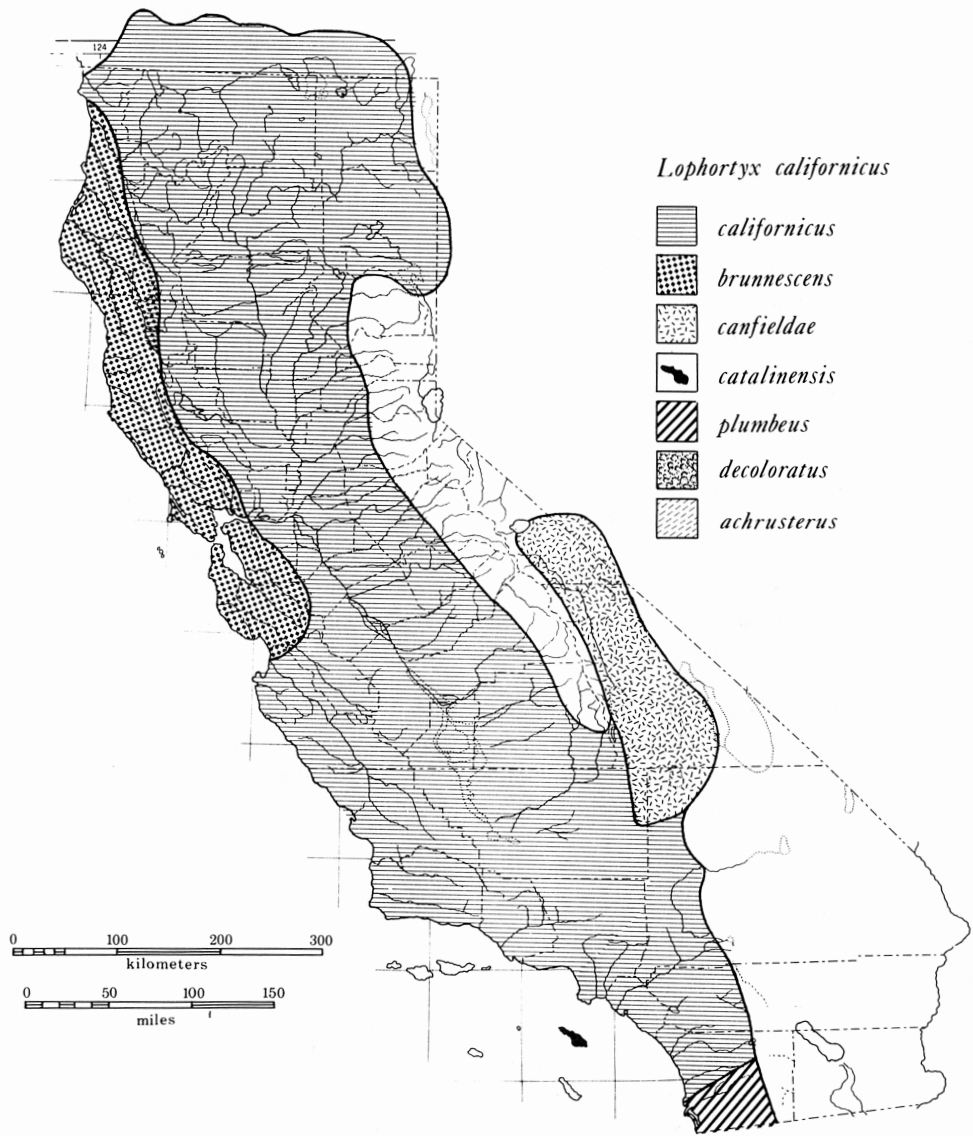 124
Lophortyx californicus
californicus
brunnescens
canfieldae
catalinensis
plumbeus
decoloratus
achrusterus
0 100 200 300
kilometers
0 50 100 150
miles